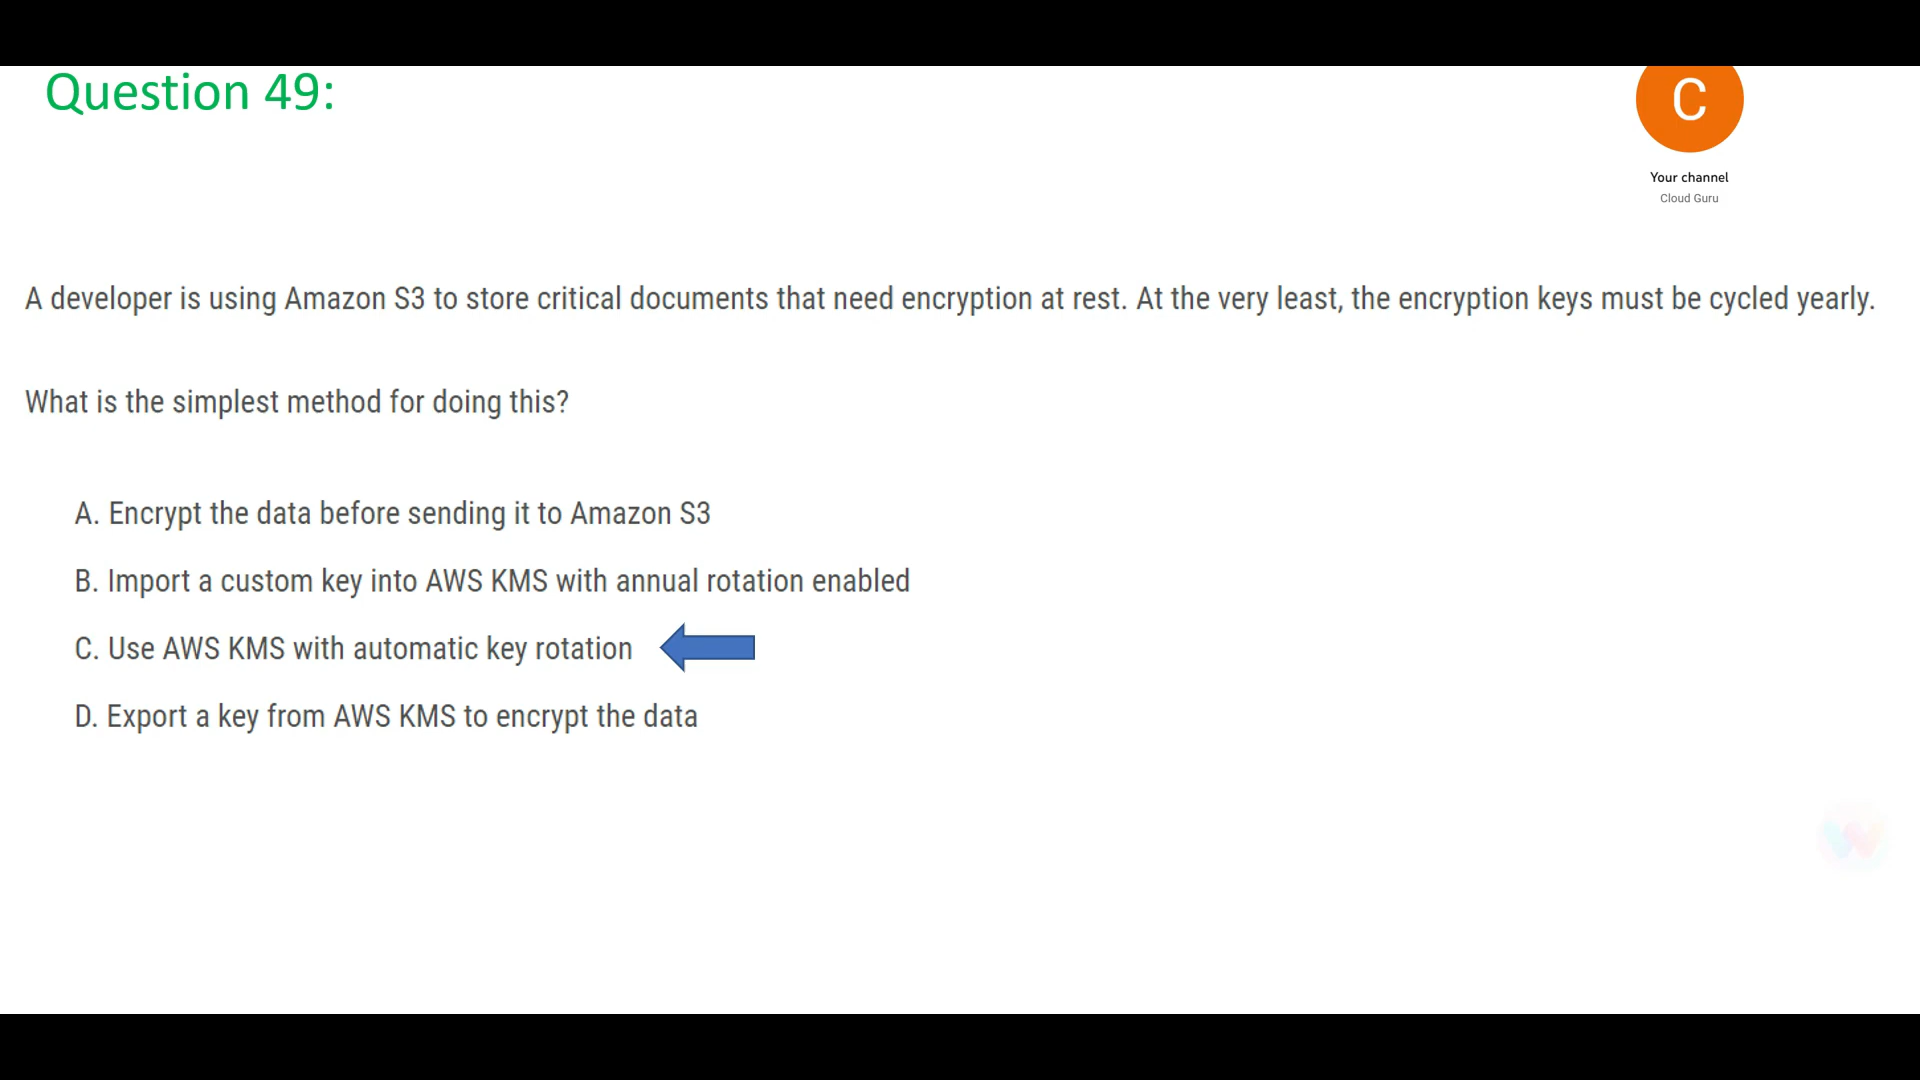 Question 49:
C
Your channel
Cloud Guru
A developer is using Amazon S3 to store critical documents that need encryption at rest. At the very least, the encryption keys must be cycled yearly.
What is the simplest method for doing this?
A. Encrypt the data before sending it to Amazon S3
B. Import a custom key into AWS KMS with annual rotation enabled
C. Use AWS KMS with automatic key rotation
D. Export a key from AWS KMS to encrypt the data